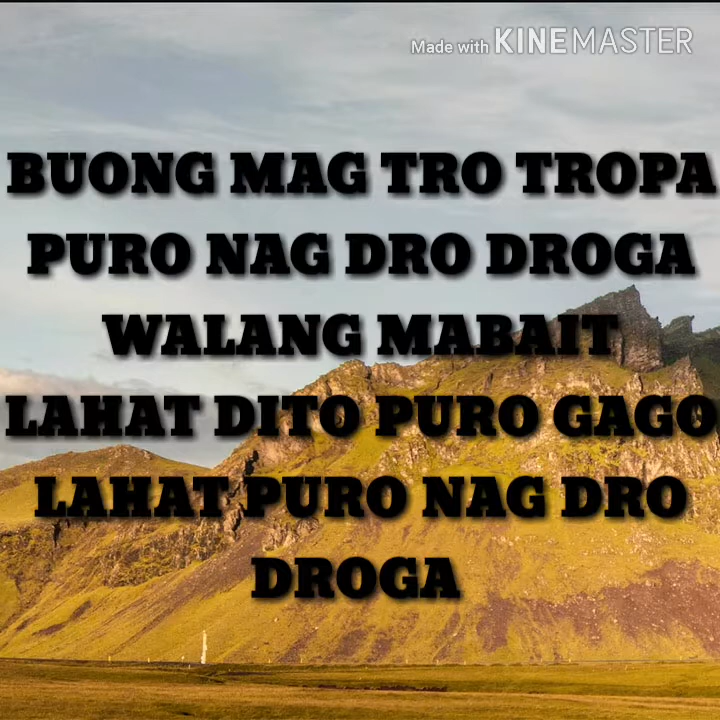 Made with KINEMASTER
BUONG MAG TRO TROPA
PURO NAG DRO DROGA
WALANG MABAIT
LAHAT DITO PURO GAGO
LAHAT PURO NAG DRO
DROGA